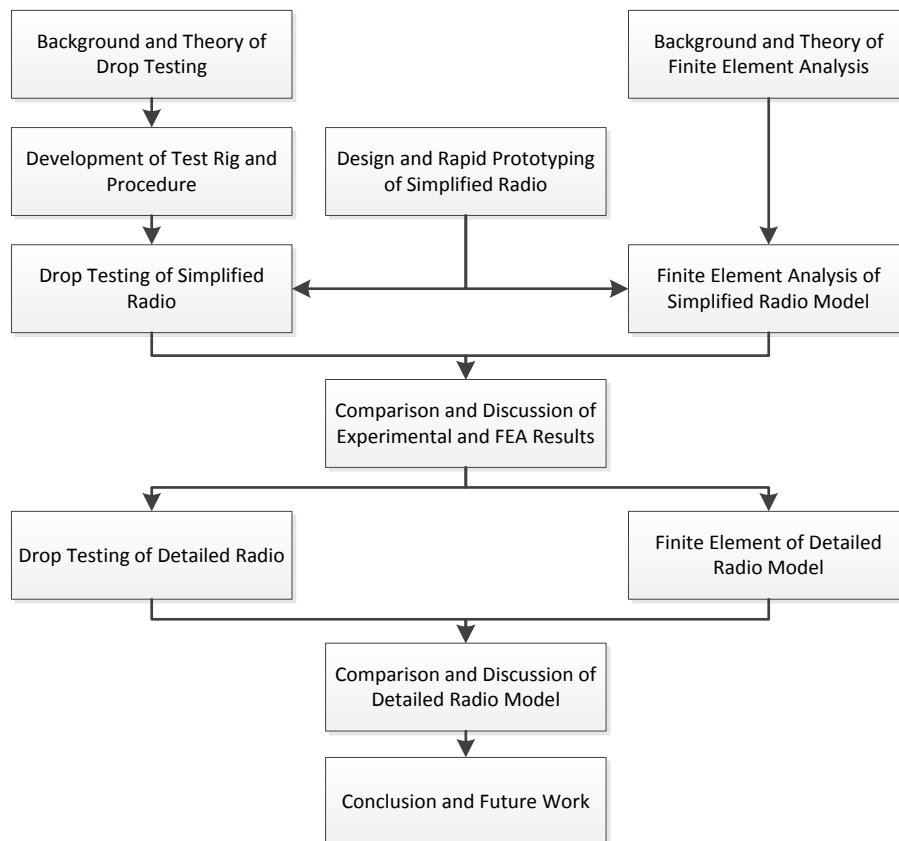 Background and Theory of
Drop Testing
Background and Theory of
Finite Element Analysis
Development of Test Rig and
Procedure
Design and Rapid Prototyping
of Simplified Radio
Drop Testing of Simplified
Radio
Finite Element Analysis of
Simplified Radio Model
Comparison and Discussion of
Experimental and FEA Results
Drop Testing of Detailed Radio
Finite Element of Detailed
Radio Model
Comparison and Discussion of
Detailed Radio Model
Conclusion and Future Work